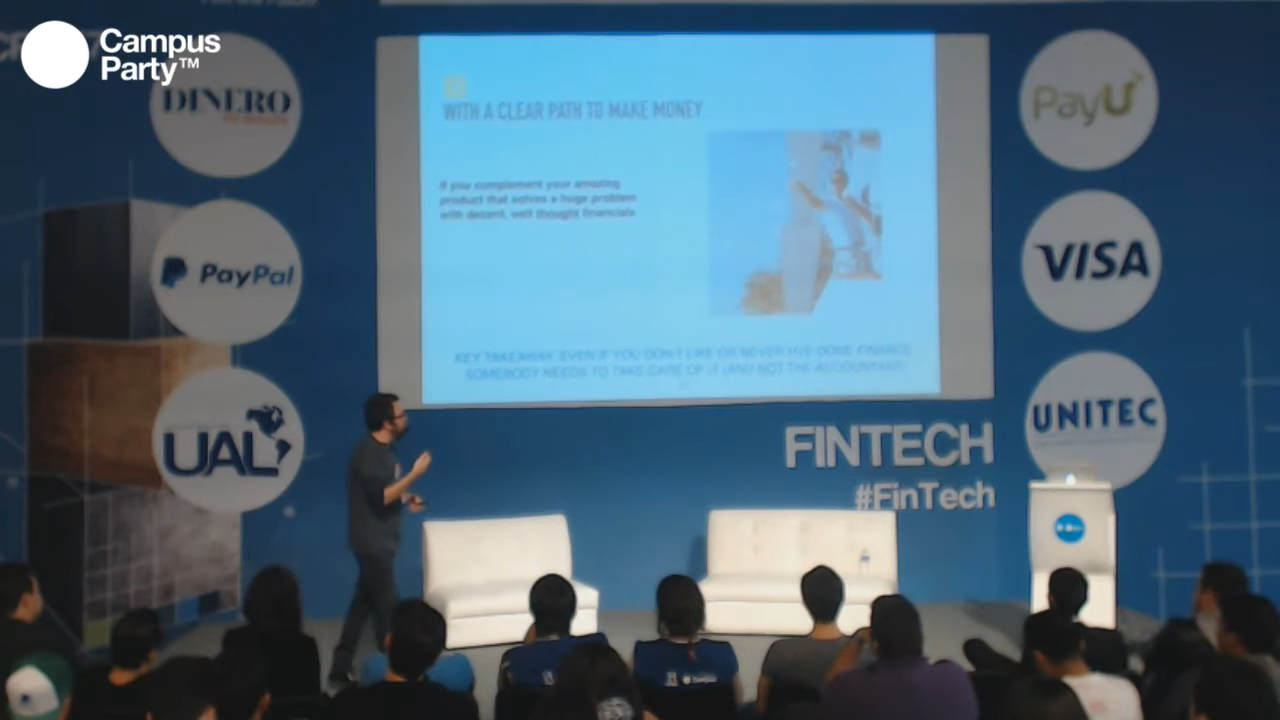 Campus
Party™
DINERO
PayPal
UAL
WITH A CLEAR PATH TO MAKE MONEY
If you complement your amazing
product that solves a huge problem
with decent, well thought financials
KEY TAKEAWAY: EVEN IF YOU DON'T LIKE OR NEVER HVE DONE FINANCE
SOMEBODY NEEDS TO TAKE CARE OF IT (AND NOT THE ACCOUNTANT)
PayU
VISA
UNITEC
FINTECH
#FinTech